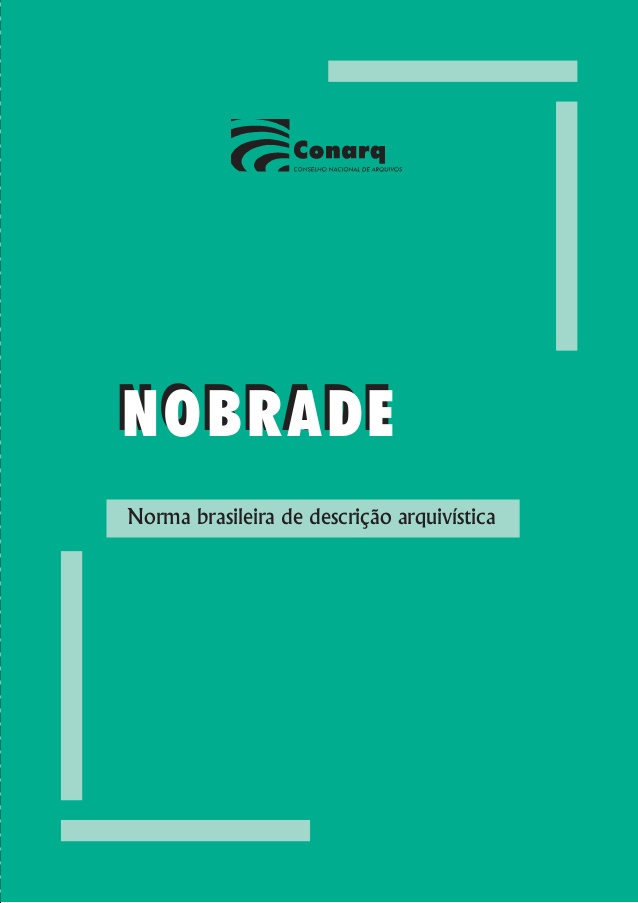 Conarq
CONSELHO NACIONAL DE ARQUIVOS
NOBRADE
Norma brasileira de descrição arquivística